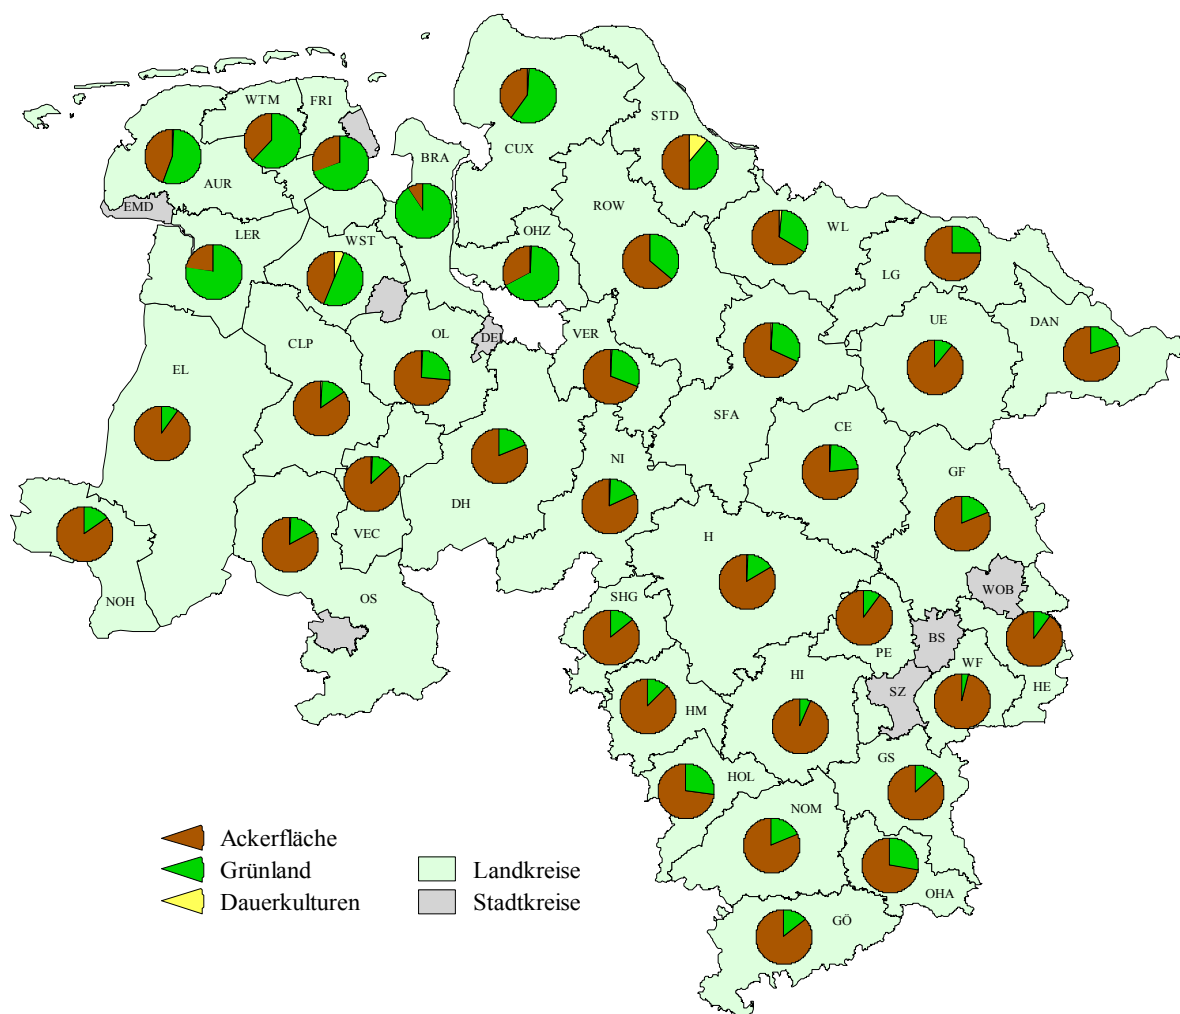 WTM
FRI
STD
CUX
BRA
AUR
EMD
ROW
LER
WST
OHZ
WL
LG
DAN
UE
OL
DEL
VER
CLP
EL
SFA
CE
GF
NI
DH
VEC
H
NOH
OS
SHG
WOB
BS
PE
WF
HE
HI
SZ
HM
HOL
GS
NOM
OHA
GÖ
Ackerfläche
Grünland
Dauerkulturen
Landkreise
Stadtkreise